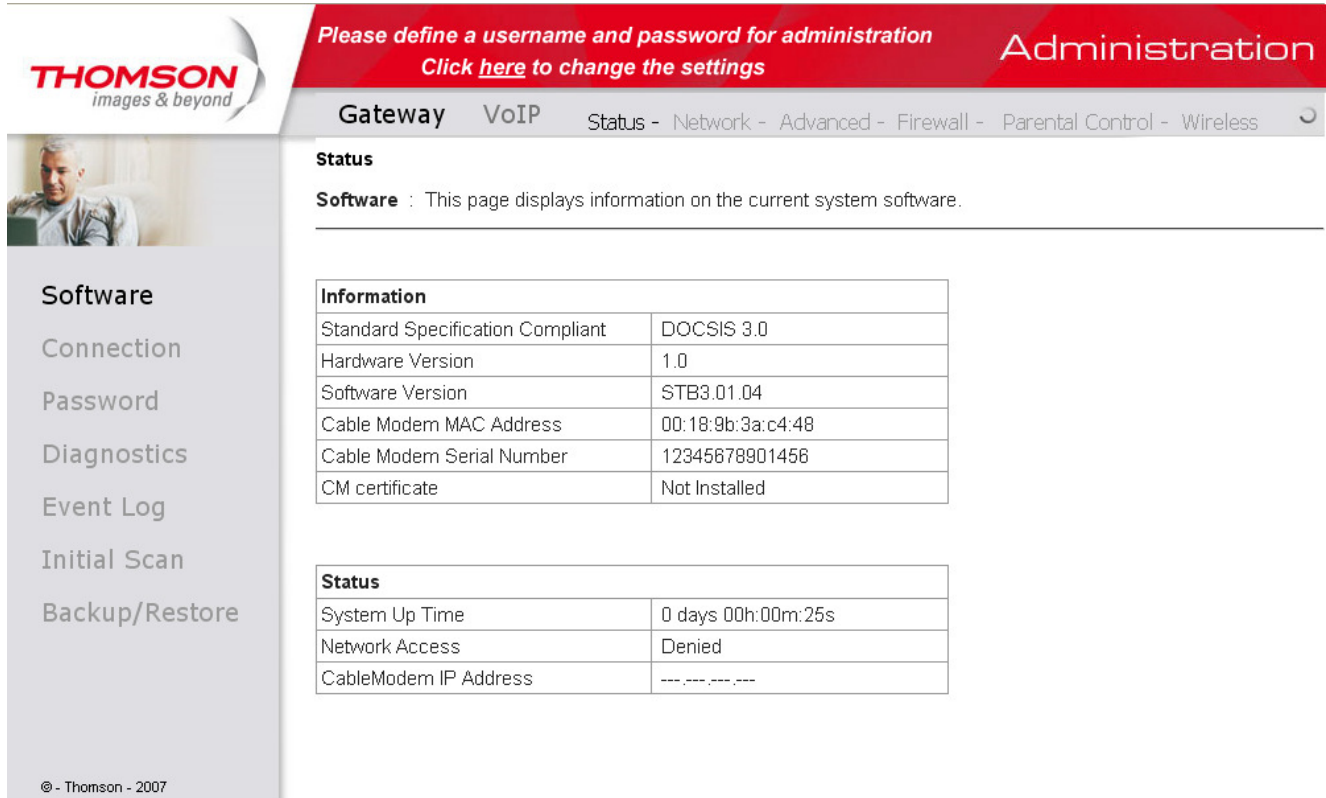 THOMSON
images & beyond
Please define a username and password for administration
Click here to change the settings
Administration
Gateway VoIP Status - Network - Advanced - Firewall - Parental Control - Wireless
Status
Software : This page displays information on the current system software.
Software
Connection
Password
Diagnostics
Event Log
Initial Scan
Backup/Restore
Information
Standard Specification Compliant DOCSIS 3.0
Hardware Version 1.0
Software Version STB3.01.04
Cable Modem MAC Address 00:18:9b:3a:c4:48
Cable Modem Serial Number 12345678901456
CM certificate Not Installed
Status
System Up Time 0 days 00h:00m:25s
Network Access Denied
CableModem IP Address ---.---.---.---
© - Thomson - 2007